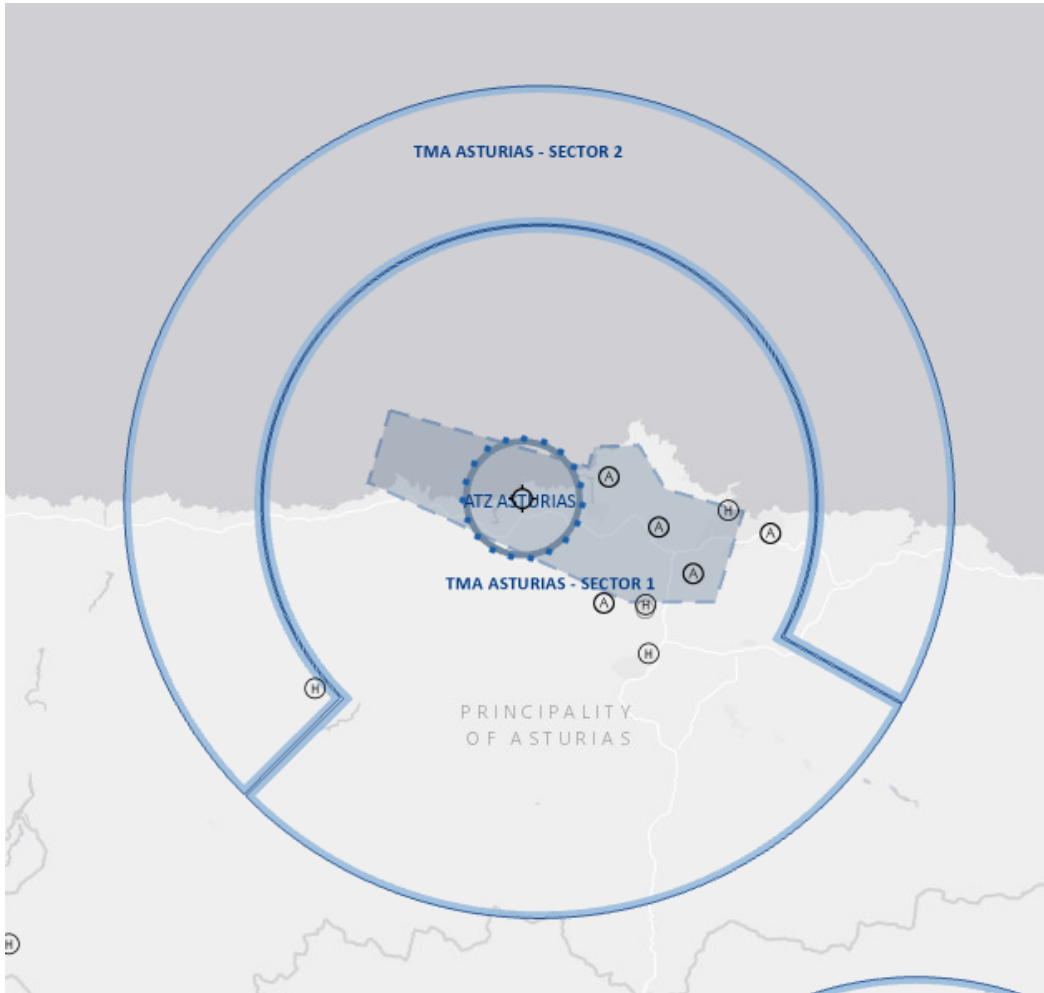 TMA ASTURIAS - SECTOR 2
A
ATZ ASTURIAS
H
A
A
A
TMA ASTURIAS - SECTOR 1
A
H
H
H
PRINCIPALITY
OF ASTURIAS
H